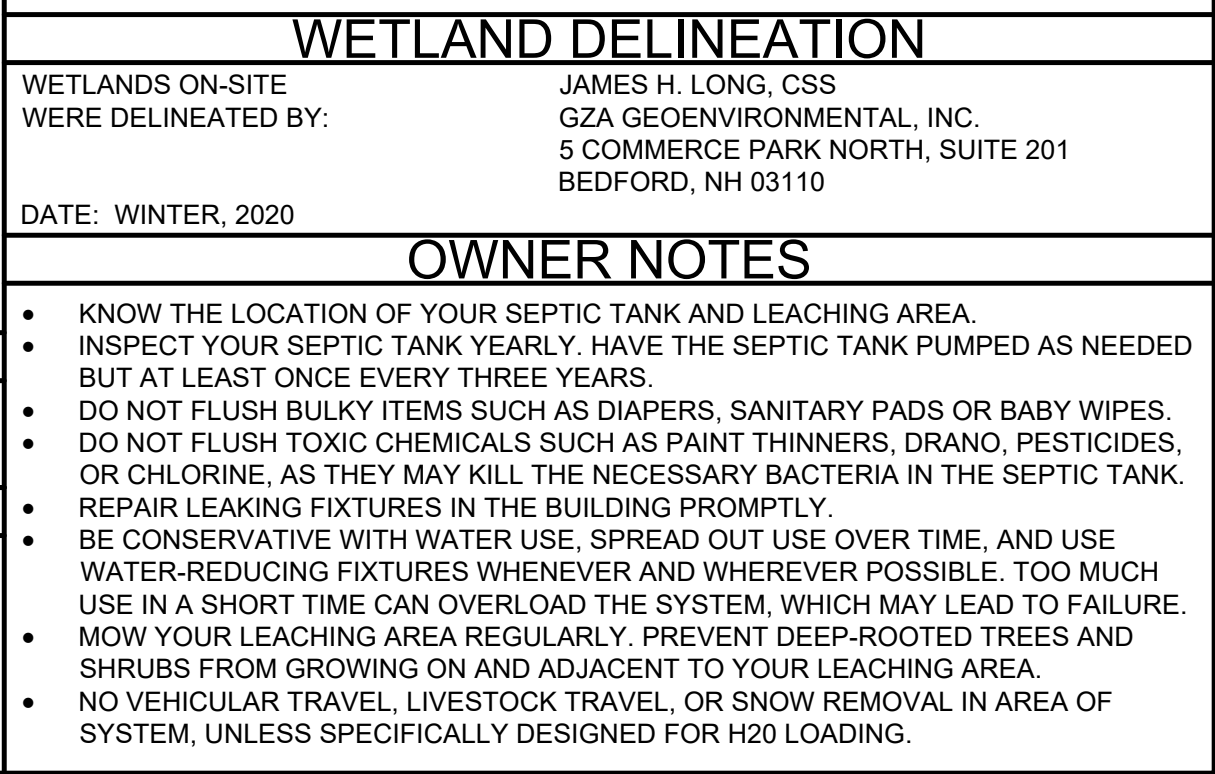 WETLAND DELINEATION
WETLANDS ON-SITE
WERE DELINEATED BY:
JAMES H. LONG, CSS
GZA GEOENVIRONMENTAL, INC.
5 COMMERCE PARK NORTH, SUITE 201
BEDFORD, NH 03110
DATE: WINTER, 2020
OWNER NOTES
• KNOW THE LOCATION OF YOUR SEPTIC TANK AND LEACHING AREA.
• INSPECT YOUR SEPTIC TANK YEARLY. HAVE THE SEPTIC TANK PUMPED AS NEEDED
BUT AT LEAST ONCE EVERY THREE YEARS.
• DO NOT FLUSH BULKY ITEMS SUCH AS DIAPERS, SANITARY PADS OR BABY WIPES.
• DO NOT FLUSH TOXIC CHEMICALS SUCH AS PAINT THINNERS, DRANO, PESTICIDES,
OR CHLORINE, AS THEY MAY KILL THE NECESSARY BACTERIA IN THE SEPTIC TANK.
• REPAIR LEAKING FIXTURES IN THE BUILDING PROMPTLY.
• BE CONSERVATIVE WITH WATER USE, SPREAD OUT USE OVER TIME, AND USE
WATER-REDUCING FIXTURES WHENEVER AND WHEREVER POSSIBLE. TOO MUCH
USE IN A SHORT TIME CAN OVERLOAD THE SYSTEM, WHICH MAY LEAD TO FAILURE.
• MOW YOUR LEACHING AREA REGULARLY. PREVENT DEEP-ROOTED TREES AND
SHRUBS FROM GROWING ON AND ADJACENT TO YOUR LEACHING AREA.
• NO VEHICULAR TRAVEL, LIVESTOCK TRAVEL, OR SNOW REMOVAL IN AREA OF
SYSTEM, UNLESS SPECIFICALLY DESIGNED FOR H20 LOADING.